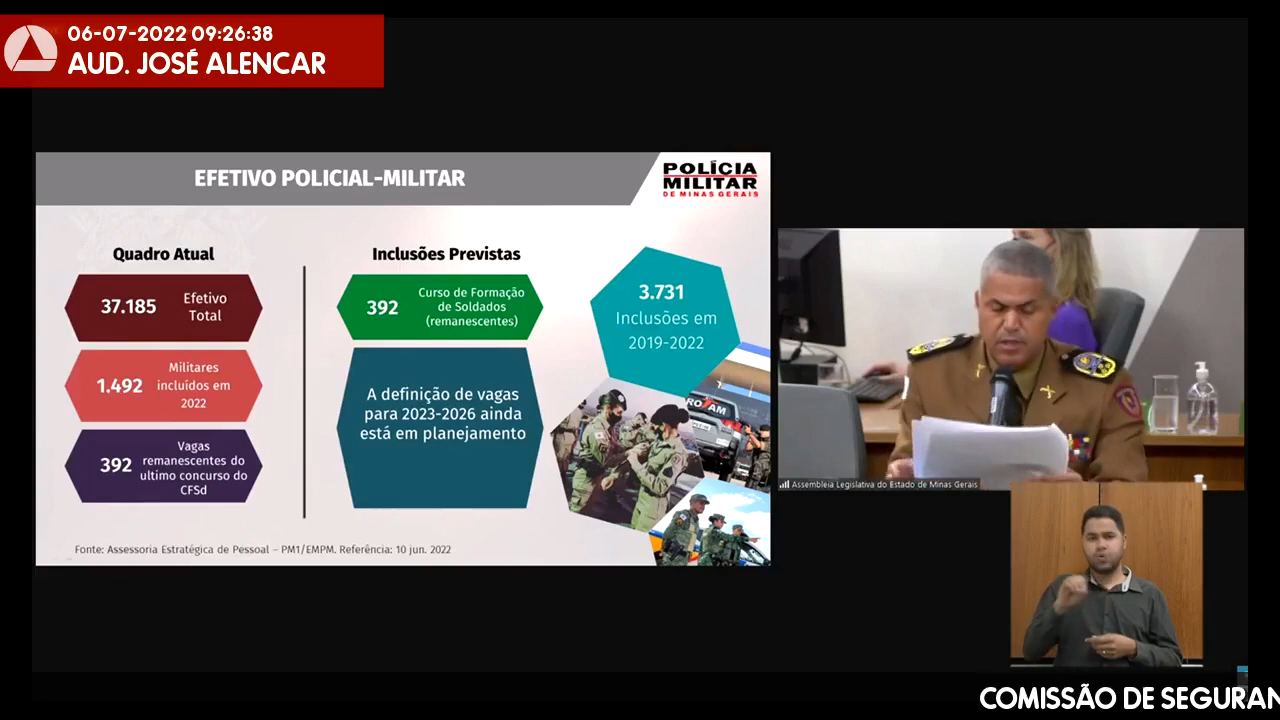 06-07-2022 09:26:38
AUD. JOSÉ ALENCAR
EFETIVO POLICIAL-MILITAR
POLÍCIA
MILITAR
DE MINAS GERAIS
Quadro Atual
37.185
Efetivo
Total
1.492
Militares
incluídos em
2022
392
Vagas
remanescentes do
ultimo concurso do
CFSd
Inclusões Previstas
392
Curso de Formação
de Soldados
(remanescentes)
A definição de vagas
para 2023-2026 ainda
está em planejamento
3.731
Inclusões em
2019-2022
Fonte: Assessoria Estratégica de Pessoal – PM1/EMPM. Referência: 10 jun. 2022
Assembleia Legislativa do Estado de Minas Gerais
COMISSÃO DE SEGURAN